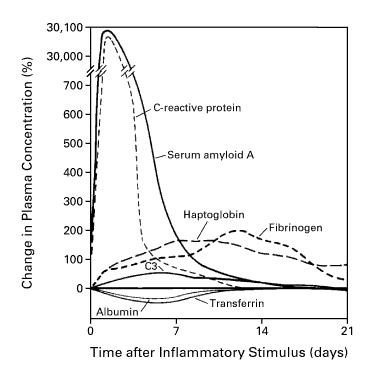 30,100
30,000
700
600
500
400
300
200
100
0
Change in Plasma Concentration (%)
C-reactive protein
Serum amyloid A
Haptoglobin
Fibrinogen
C3
Albumin
Transferrin
0 7 14 21
Time after Inflammatory Stimulus (days)